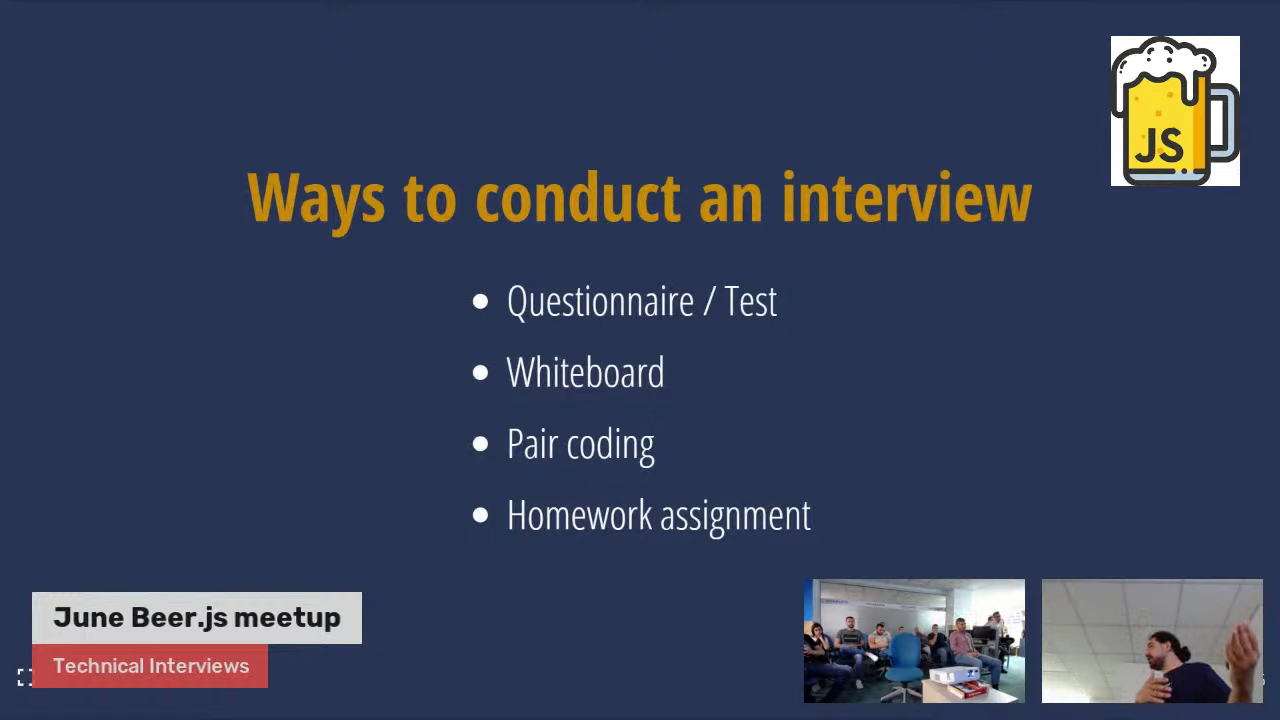 JS
Ways to conduct an interview
Questionnaire / Test
Whiteboard
Pair coding
Homework assignment
June Beer.js meetup
Technical Interviews